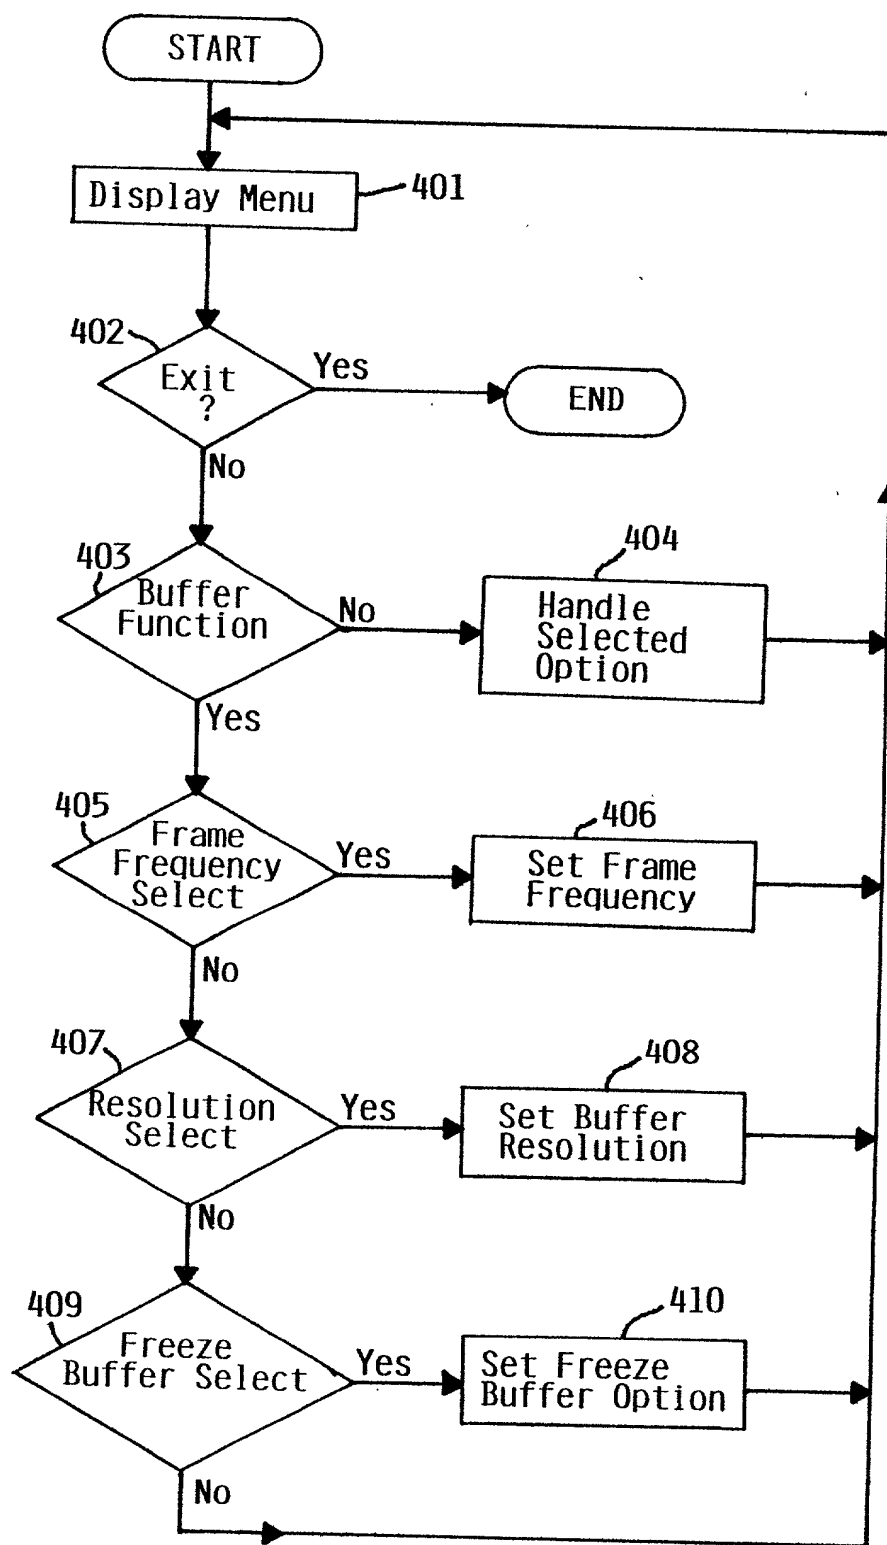 START
Display Menu
401
402
Exit
?
Yes
END
No
403
Buffer
Function
No
404
Handle
Selected
Option
Yes
405
Frame
Frequency
Select
Yes
406
Set Frame
Frequency
No
407
Resolution
Select
Yes
408
Set Buffer
Resolution
No
409
Freeze
Buffer Select
Yes
410
Set Freeze
Buffer Option
No